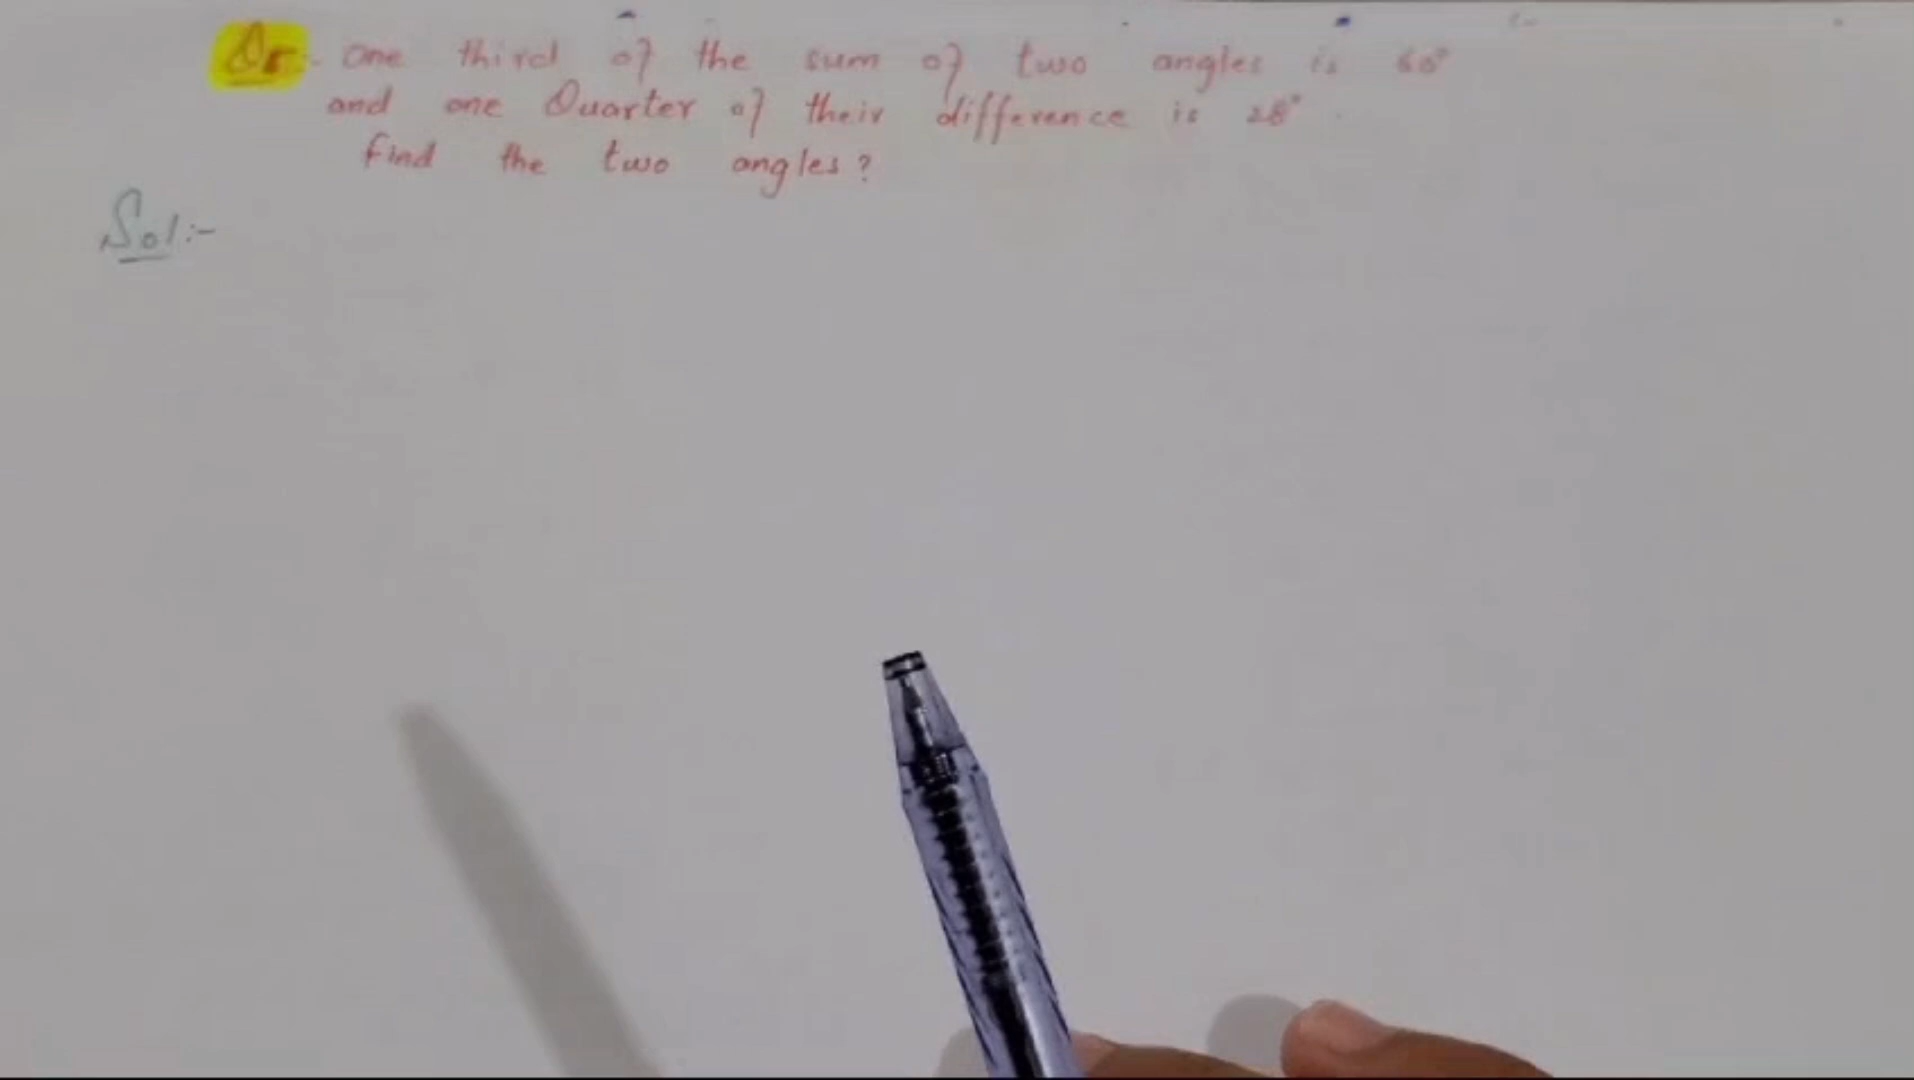 Qr:- one third of the sum of two angles is 60°
and one Quarter of their difference is 28°
find the two angles?
Sol:-